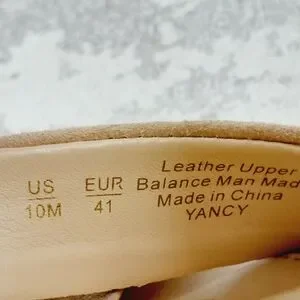 US
10M
EUR
41
Leather Upper
Balance Man Mad
Made in China
YANCY